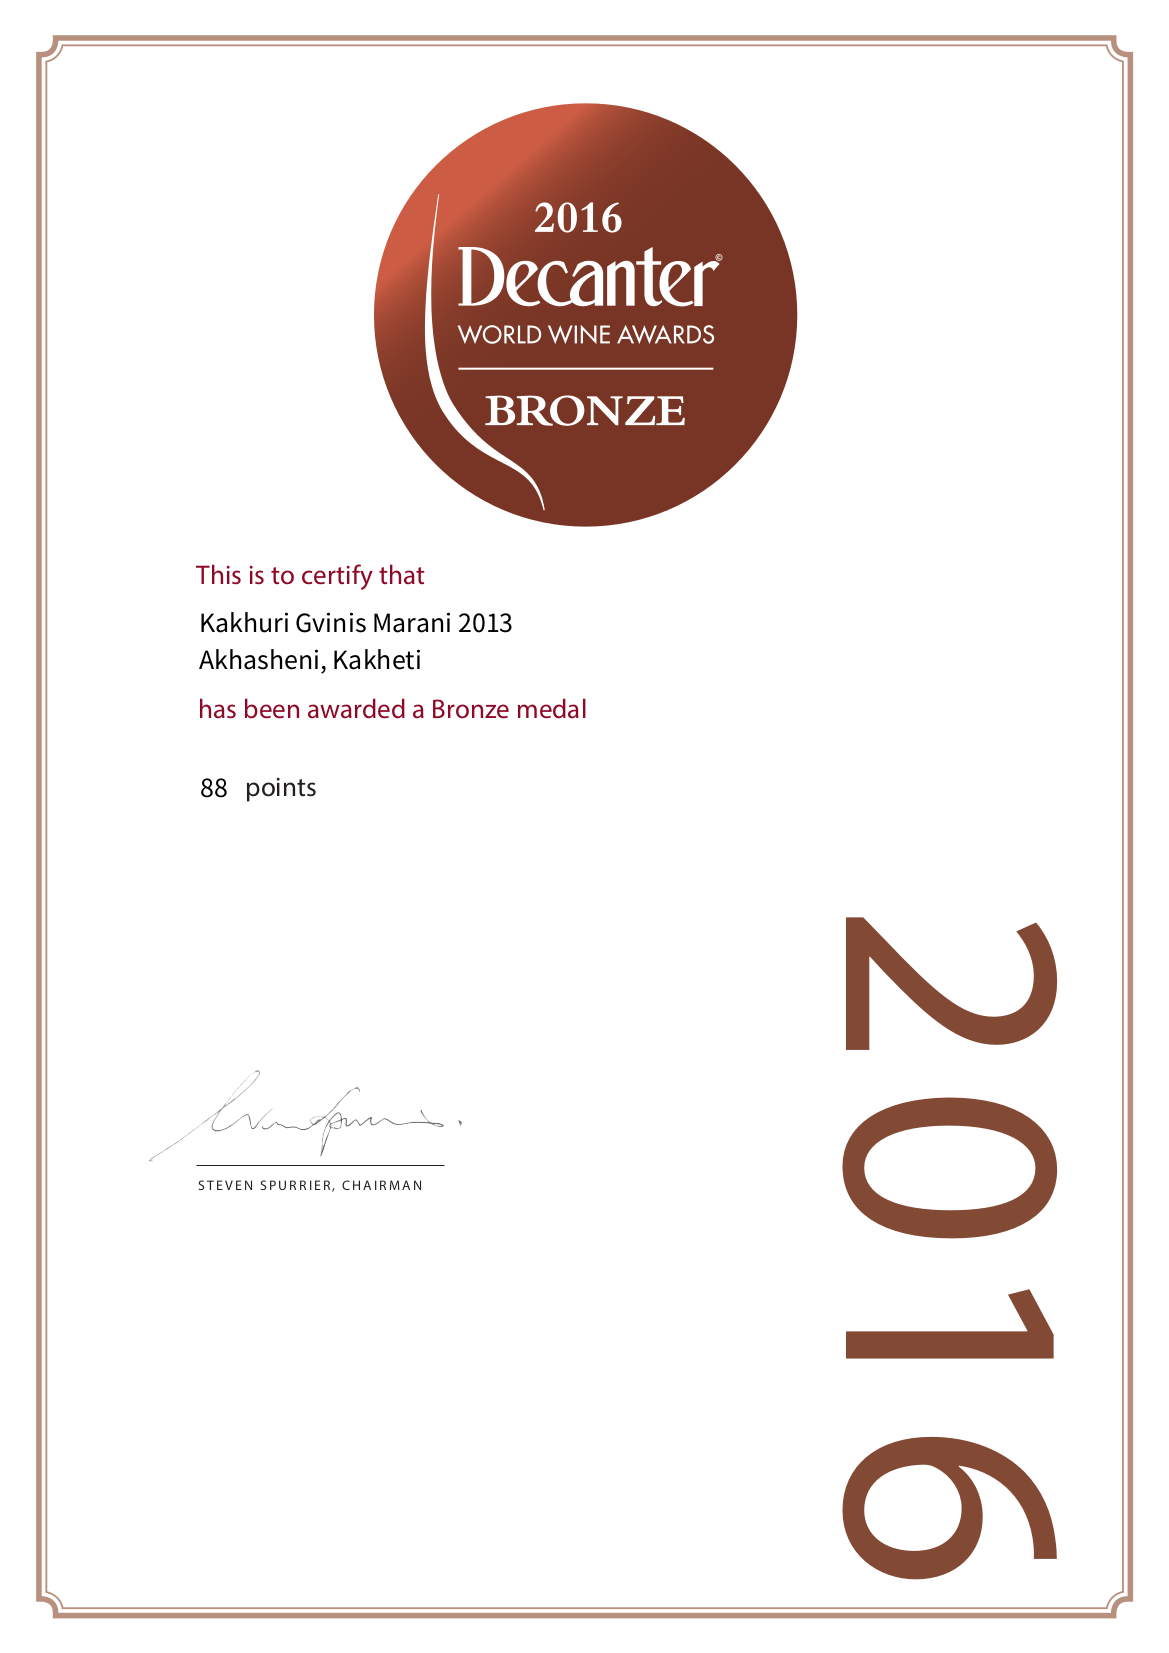 2016
Decanter©
WORLD WINE AWARDS
BRONZE
This is to certify that
Kakhuri Gvinis Marani 2013
Akhasheni, Kakheti
has been awarded a Bronze medal
88 points
STEVEN SPURRIER, CHAIRMAN
2016